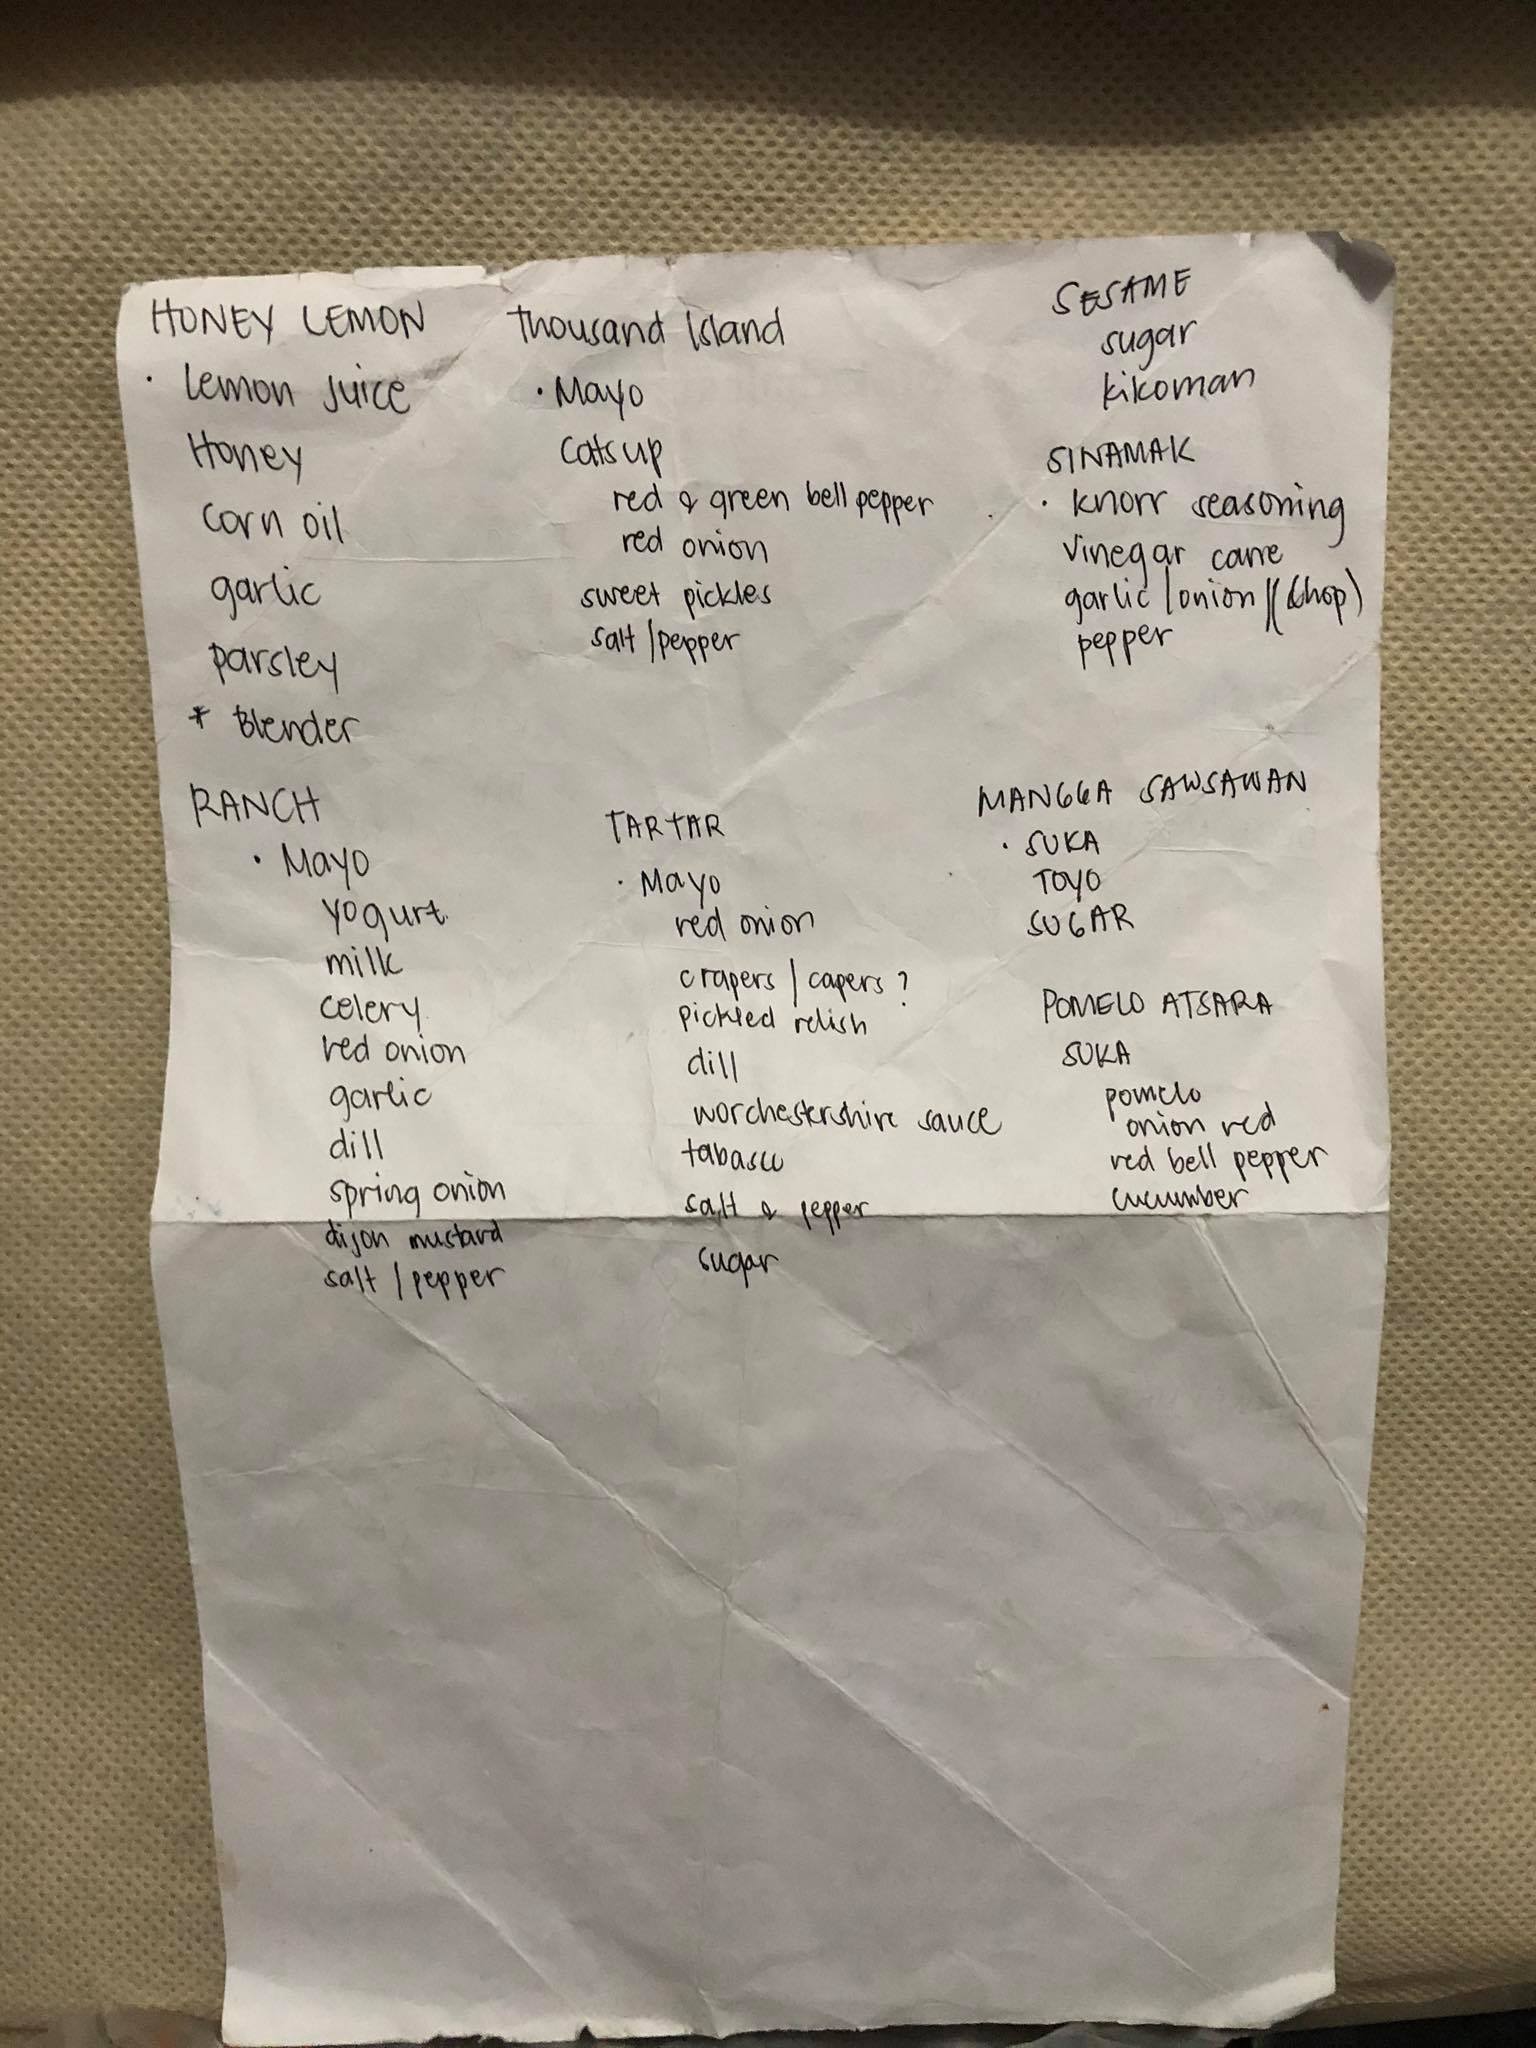 HONEY LEMON
· Lemon Juice
Honey
Corn oil
garlic
parsley
* Blender
Thousand Island
· Mayo
Catsup
red & green bell pepper
red onion
sweet pickles
salt / pepper
SESAME
sugar
kikoman
SINAMAK
· knorr seasoning
vinegar cane
garlic / onion / (chop)
pepper
RANCH
· Mayo
yogurt
milk
celery
red onion
garlic
dill
spring onion
dijon mustard
salt / pepper
TARTAR
· Mayo
red onion
crapers / capers ?
pickled relish
dill
worchestershire sauce
tabasco
salt & pepper
sugar
MANGGA SAWSAWAN
· SUKA
TOYO
SUGAR
POMELO ATSARA
SUKA
pomelo
onion red
red bell pepper
cucumber